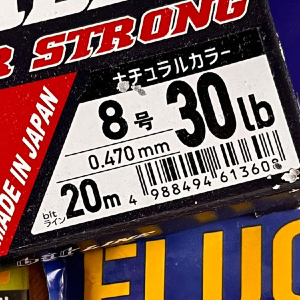 R STRONG
ナチュラルカラー
8号 30lb
0.470mm
bitライン 20m
4 988494 61360
MADE IN JAPAN
FLUO